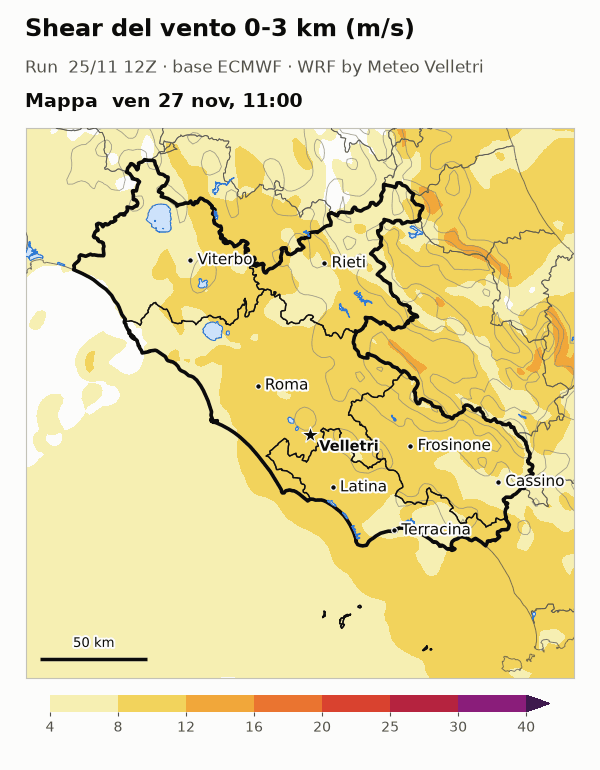 Shear del vento 0-3 km (m/s)
Run  25/11 12Z · base ECMWF · WRF by Meteo Velletri
Mappa  ven 27 nov, 11:00
Viterbo
Rieti
Roma
Velletri
Frosinone
Cassino
Latina
Terracina
50 km
4 8 12 16 20 25 30 40